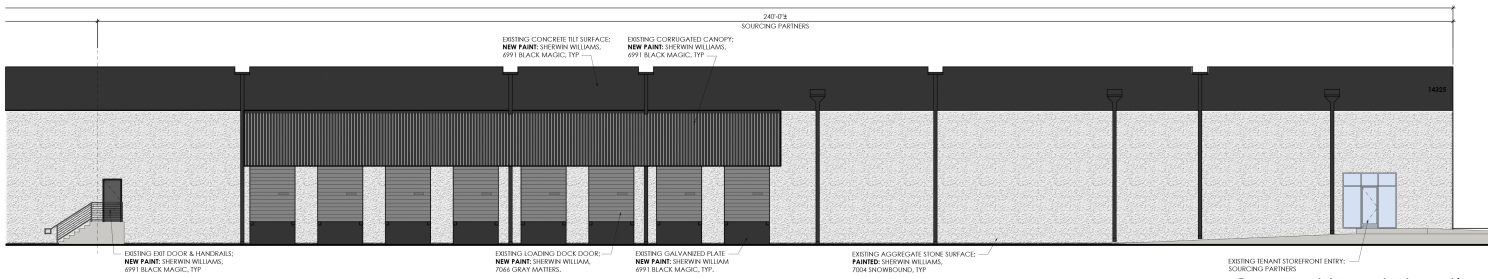 240'-0"±
SOURCING PARTNERS
EXISTING CONCRETE TILT SURFACE;
NEW PAINT: SHERWIN WILLIAMS,
6991 BLACK MAGIC, TYP
EXISTING CORRUGATED CANOPY;
NEW PAINT: SHERWIN WILLIAMS,
6991 BLACK MAGIC, TYP
14325
EXISTING EXIT DOOR & HANDRAILS;
NEW PAINT: SHERWIN WILLIAMS,
6991 BLACK MAGIC, TYP
EXISTING LOADING DOCK DOOR;
NEW PAINT: SHERWIN WILLIAM,
7066 GRAY MATTERS.
EXISTING GALVANIZED PLATE
NEW PAINT: SHERWIN WILLIAM
6991 BLACK MAGIC, TYP.
EXISTING AGGREGATE STONE SURFACE;
PAINTED: SHERWIN WILLIAMS,
7004 SNOWBOUND, TYP
EXISTING TENANT STOREFRONT ENTRY;
SOURCING PARTNERS